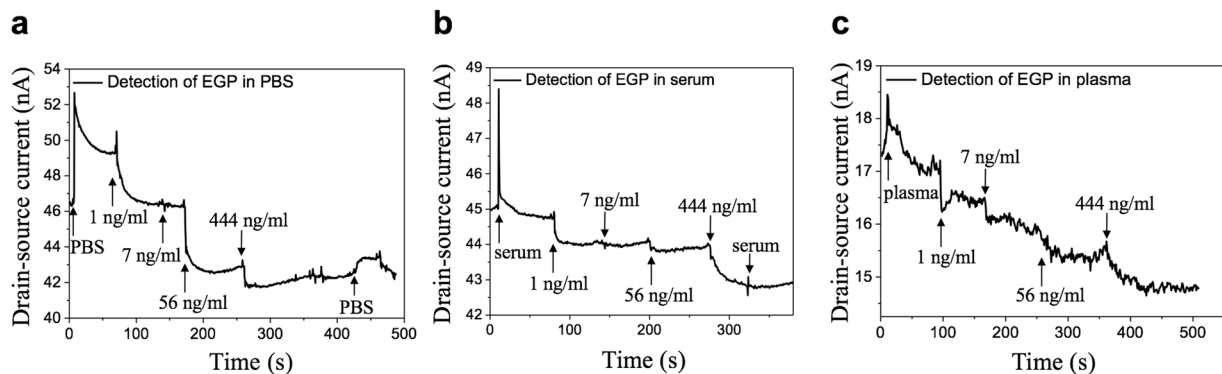 a
Detection of EGP in PBS
Drain-source current (nA)
54
52
50
48
46
44
42
40
PBS
1 ng/ml
7 ng/ml
56 ng/ml
444 ng/ml
PBS
0 100 200 300 400 500
Time (s)
b
Detection of EGP in serum
Drain-source current (nA)
49
48
47
46
45
44
43
42
serum
1 ng/ml
7 ng/ml
56 ng/ml
444 ng/ml
serum
0 100 200 300
Time (s)
c
Detection of EGP in plasma
Drain-source current (nA)
19
18
17
16
15
plasma
1 ng/ml
7 ng/ml
56 ng/ml
444 ng/ml
0 100 200 300 400 500
Time (s)